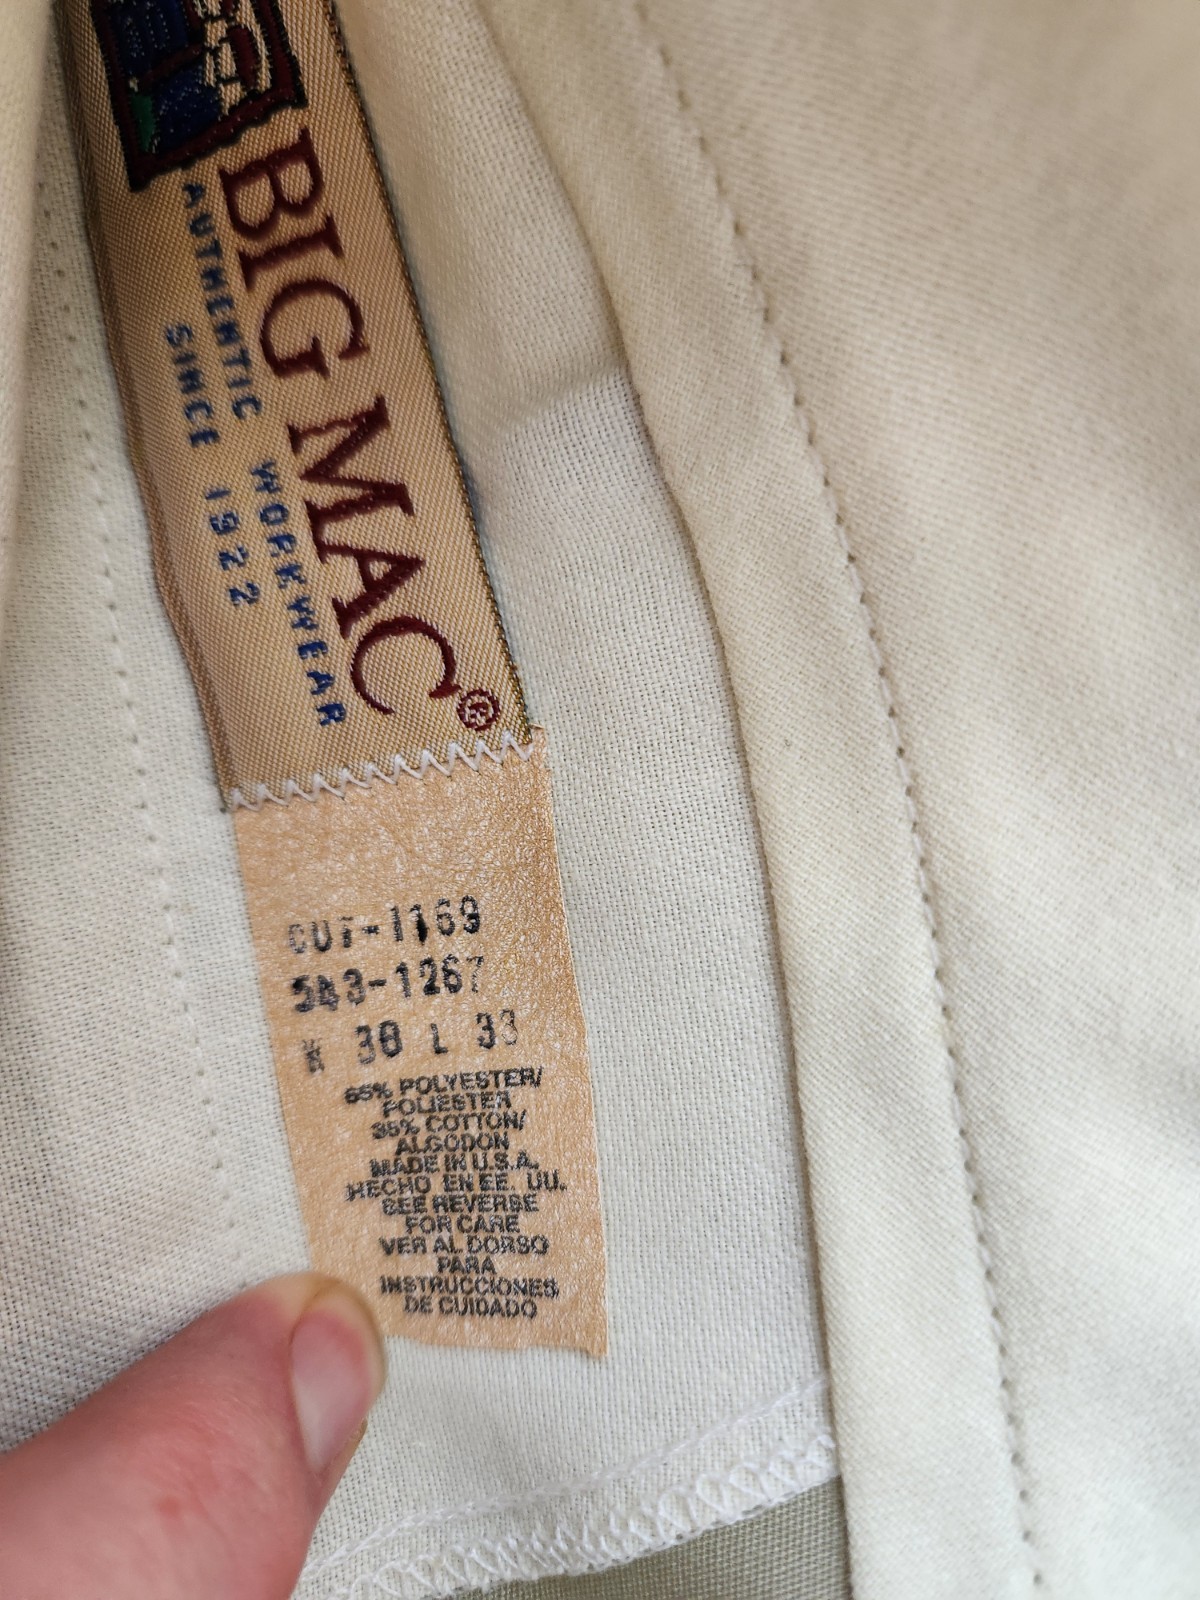 BIG MAC®
AUTHENTIC WORKWEAR
SINCE 1922
CUT-1169
543-1267
W 38 L 33
65% POLYESTER/
POLIESTER
35% COTTON/
ALGODON
MADE IN U.S.A.
HECHO EN EE. UU.
SEE REVERSE
FOR CARE
VER AL DORSO
PARA
INSTRUCCIONES
DE CUIDADO